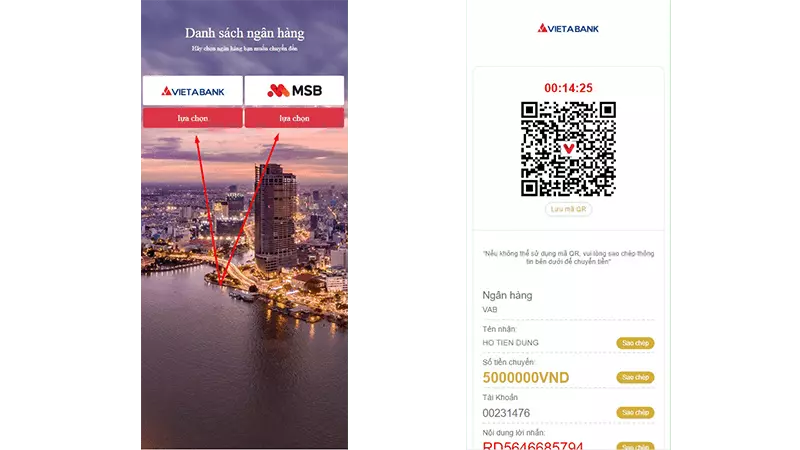 Danh sách ngân hàng
Hãy chọn ngân hàng bạn muốn chuyển đến
VIETABANK
MSB
lựa chọn
lựa chọn
VIETABANK
00:14:25
Lưu mã QR
"Nếu không thể sử dụng mã QR, vui lòng sao chép thông
tin bên dưới để chuyển tiền"
Ngân hàng
VAB
Tên nhận:
HO TIEN DUNG
Sao chép
Số tiền chuyển:
5000000VND
Sao chép
Tài Khoản
00231476
Sao chép
Nội dung lời nhắn:
RD5646685794
Sao chép